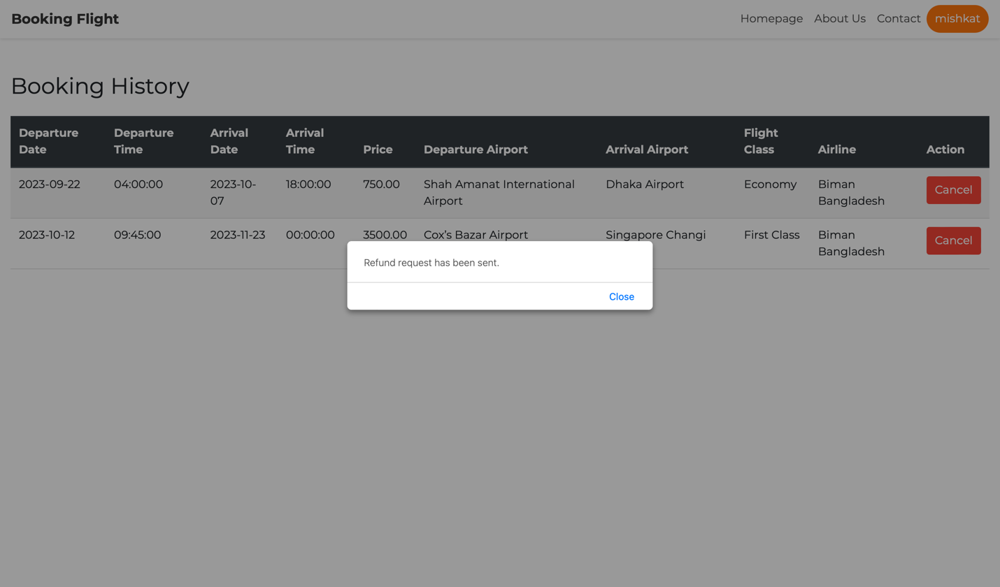 Booking Flight Homepage About Us Contact mishkat
Booking History
Departure Date Departure Time Arrival Date Arrival Time Price Departure Airport Arrival Airport Flight Class Airline Action
2023-09-22 04:00:00 2023-10-07 18:00:00 750.00 Shah Amanat International Airport Dhaka Airport Economy Biman Bangladesh Cancel
2023-10-12 09:45:00 2023-11-23 00:00:00 3500.00 Cox’s Bazar Airport Singapore Changi First Class Biman Bangladesh Cancel
Refund request has been sent.
Close